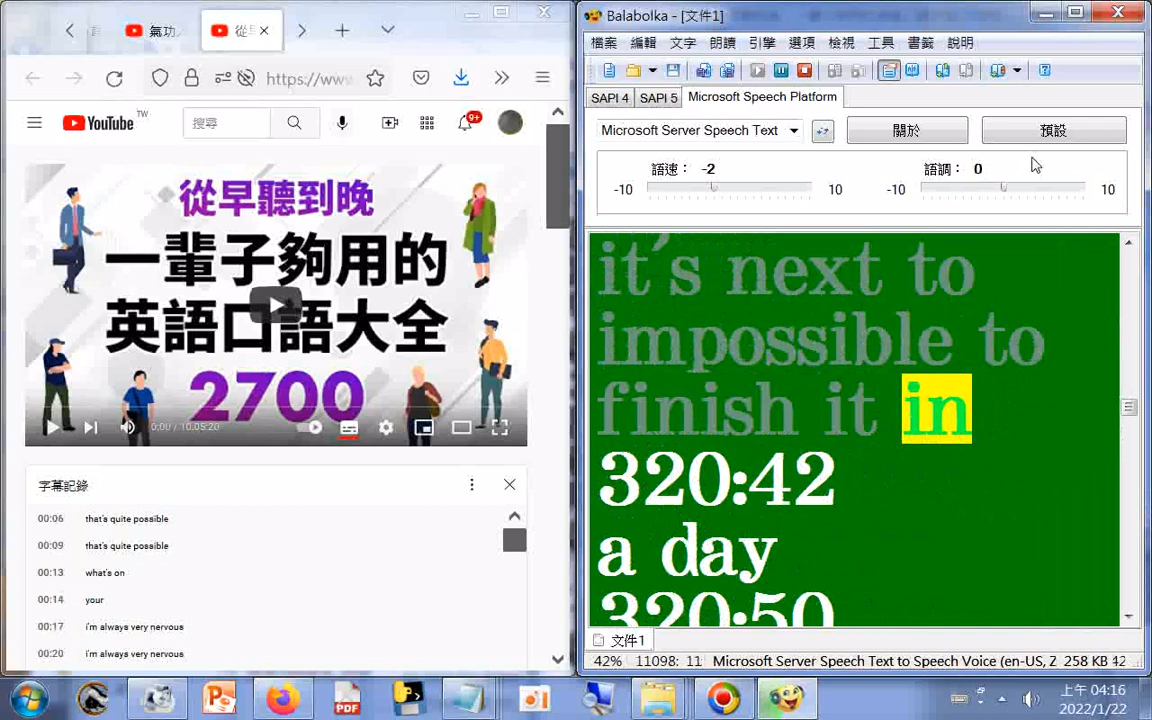 氣功
從
https://www
YouTube TW
搜尋
9+
從早聽到晚
一輩子夠用的
英語口語大全
2700
0:00 / 10:05:20
字幕記錄
00:06 that's quite possible
00:09 that's quite possible
00:13 what's on
00:14 your
00:17 i'm always very nervous
00:20 i'm always very nervous
Balabolka - [文件1]
檔案 編輯 文字 朗讀 引擎 選項 檢視 工具 書籤 說明
SAPI 4 SAPI 5 Microsoft Speech Platform
Microsoft Server Speech Text 關於 預設
語速： -2 語調： 0
-10 10 -10 10
it's next to
impossible to
finish it in
320:42
a day
320:50
文件1
42% 11098: 11 Microsoft Server Speech Text to Speech Voice (en-US, Z 258 KB 42
PDF
上午 04:16
2022/1/22